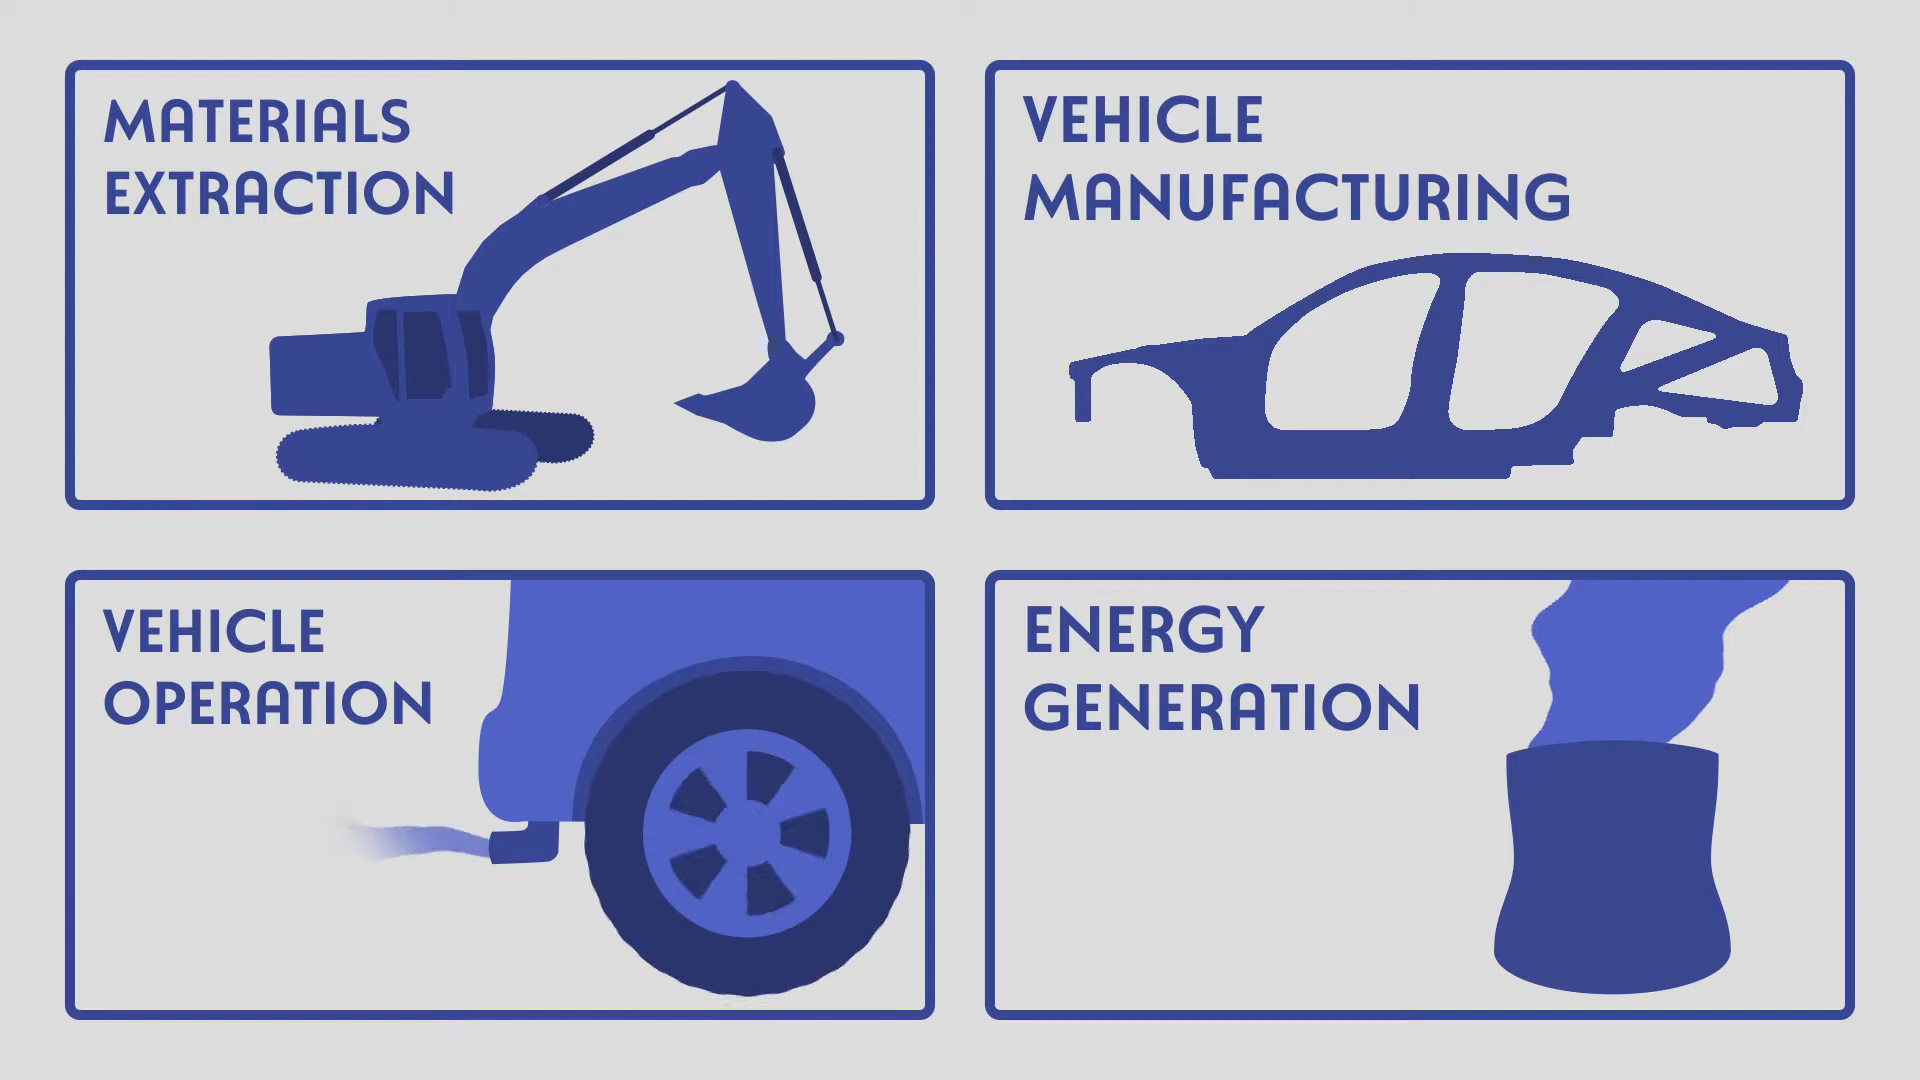 MATERIALS
EXTRACTION
VEHICLE
MANUFACTURING
VEHICLE
OPERATION
ENERGY
GENERATION